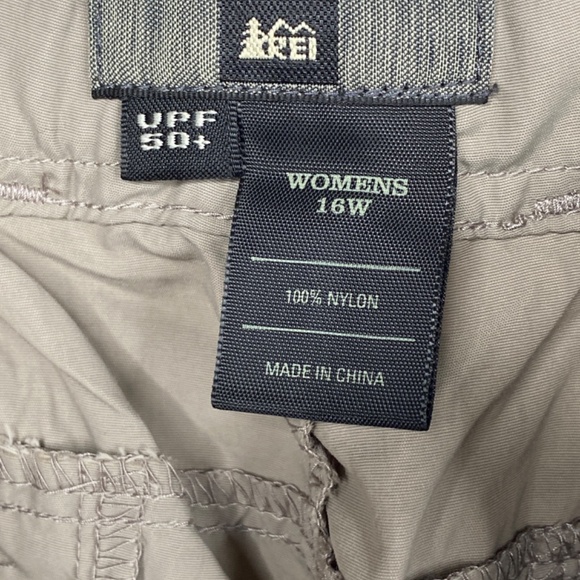 REI
UPF
50+
WOMENS
16W
100% NYLON
MADE IN CHINA